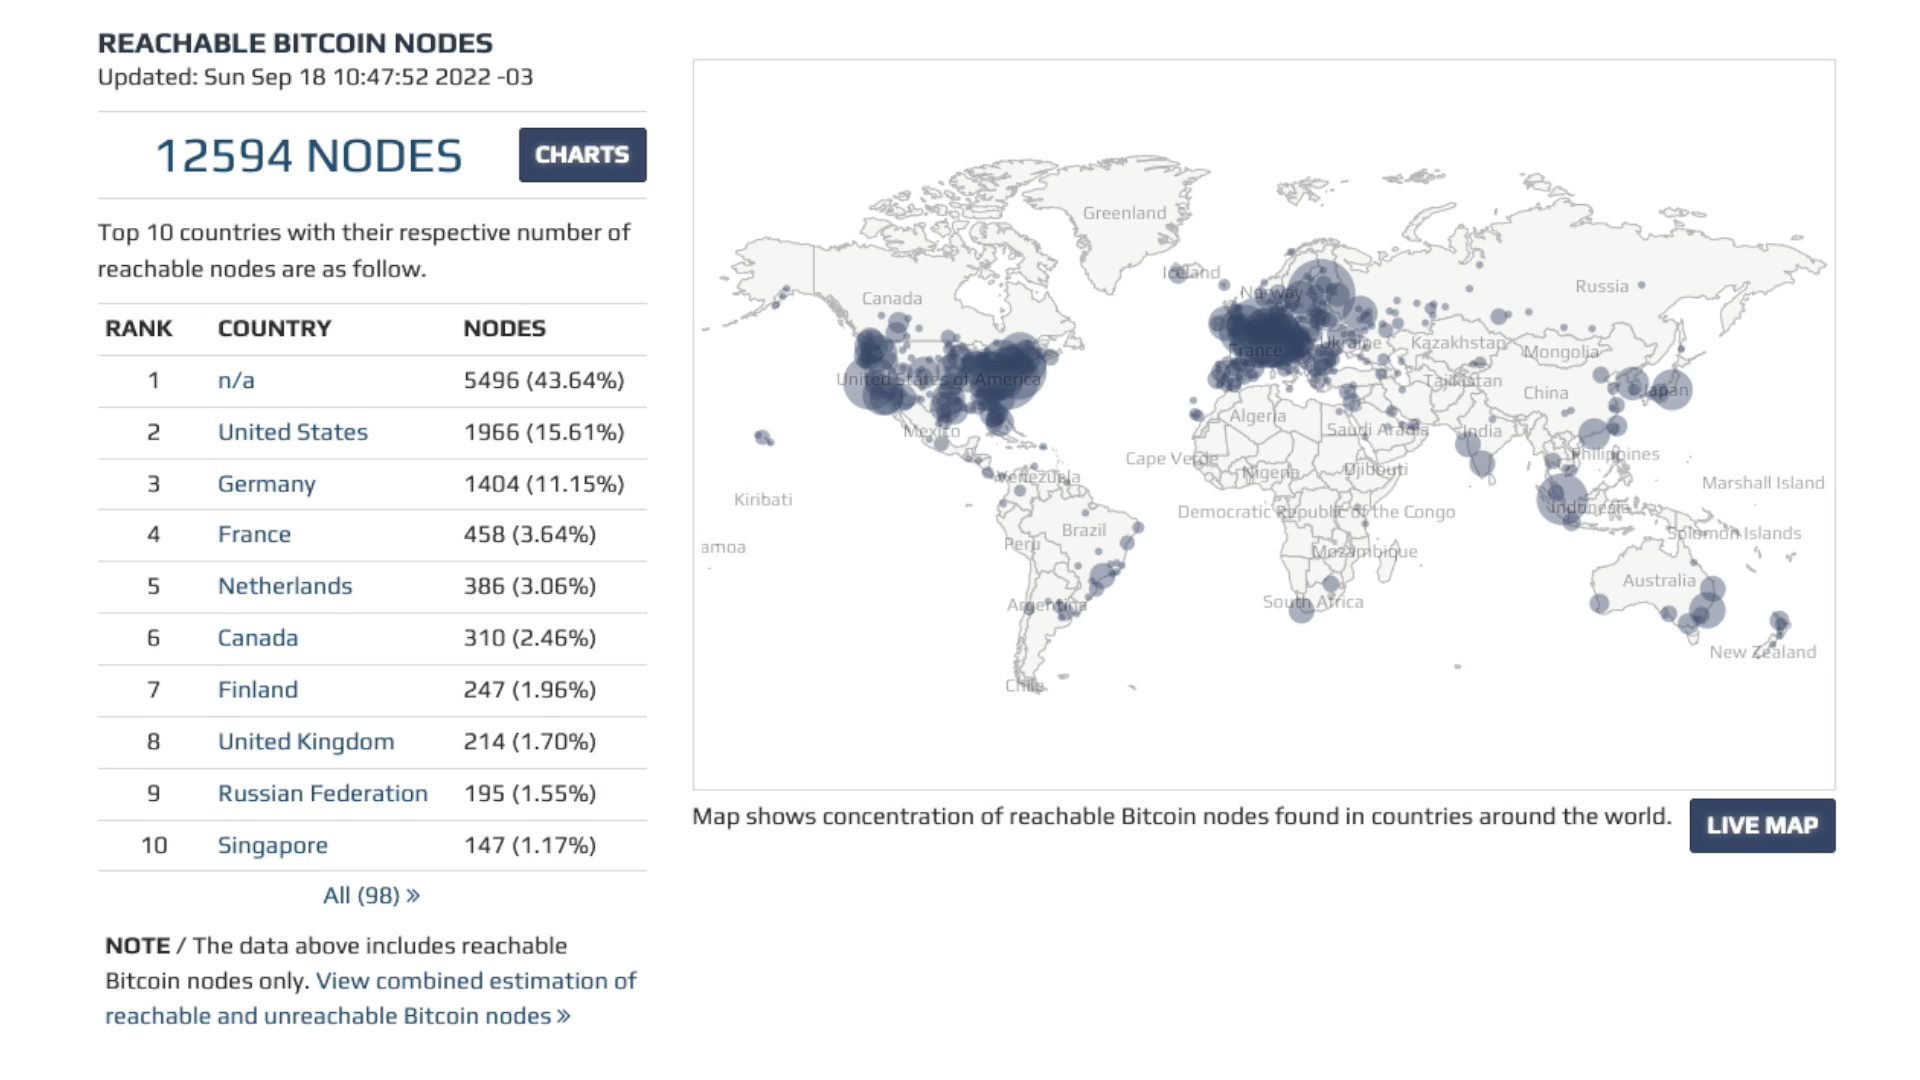 REACHABLE BITCOIN NODES
Updated: Sun Sep 18 10:47:52 2022 -03
12594 NODES
CHARTS
Top 10 countries with their respective number of
reachable nodes are as follow.
RANK COUNTRY NODES
1 n/a 5496 (43.64%)
2 United States 1966 (15.61%)
3 Germany 1404 (11.15%)
4 France 458 (3.64%)
5 Netherlands 386 (3.06%)
6 Canada 310 (2.46%)
7 Finland 247 (1.96%)
8 United Kingdom 214 (1.70%)
9 Russian Federation 195 (1.55%)
10 Singapore 147 (1.17%)
All (98) »
NOTE / The data above includes reachable
Bitcoin nodes only. View combined estimation of
reachable and unreachable Bitcoin nodes »
Greenland
Iceland
Russia
Norway
Canada
Ukraine
Kazakhstan
France
Mongolia
United States of America
Tajikistan
China
Japan
Algeria
Mexico
Saudi Arabia
India
Cape Verde
Philippines
Nigeria
Djibouti
Venezuela
Marshall Island
Kiribati
Indonesia
Democratic Republic of the Congo
Brazil
Solomon Islands
Peru
amoa
Mozambique
Australia
Argentina
South Africa
New Zealand
Chile
Map shows concentration of reachable Bitcoin nodes found in countries around the world.
LIVE MAP